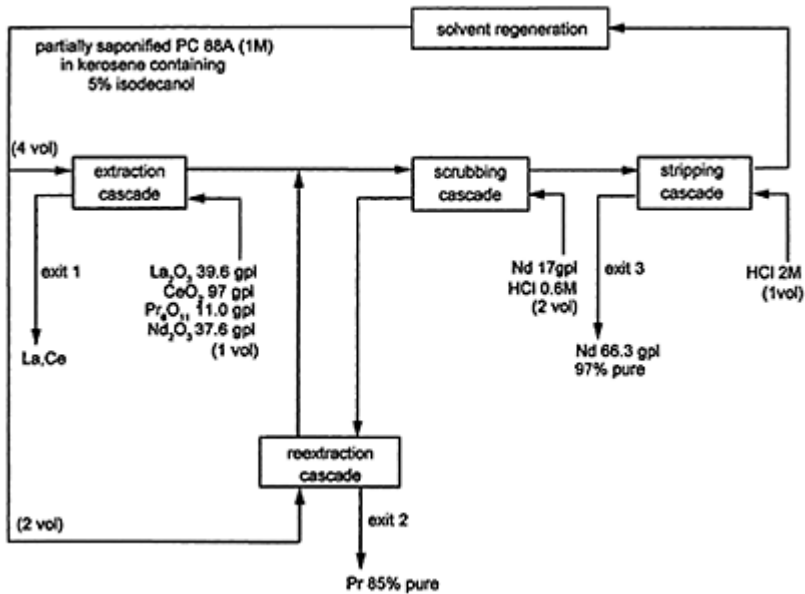 solvent regeneration
partially saponified PC 88A (1M)
in kerosene containing
5% isodecanol
(4 vol)
extraction
cascade
scrubbing
cascade
stripping
cascade
exit 1
La₂O₃ 39.6 gpl
CeO₂ 97 gpl
Pr₆O₁₁ 11.0 gpl
Nd₂O₃ 37.6 gpl
(1 vol)
Nd 17gpl
HCl 0.6M
(2 vol)
exit 3
HCl 2M
(1vol)
La,Ce
Nd 66.3 gpl
97% pure
reextraction
cascade
(2 vol)
exit 2
Pr 85% pure